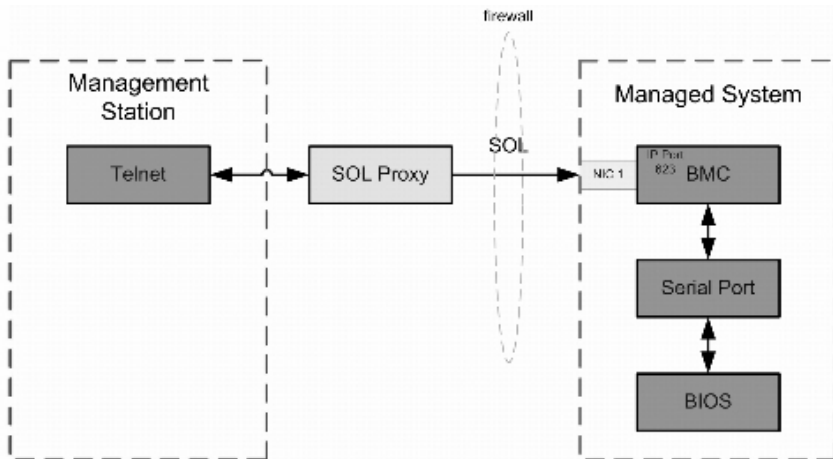 firewall
Management
Station
Managed System
Telnet
SOL Proxy
SOL
NIC 1
IP Port
623
BMC
Serial Port
BIOS